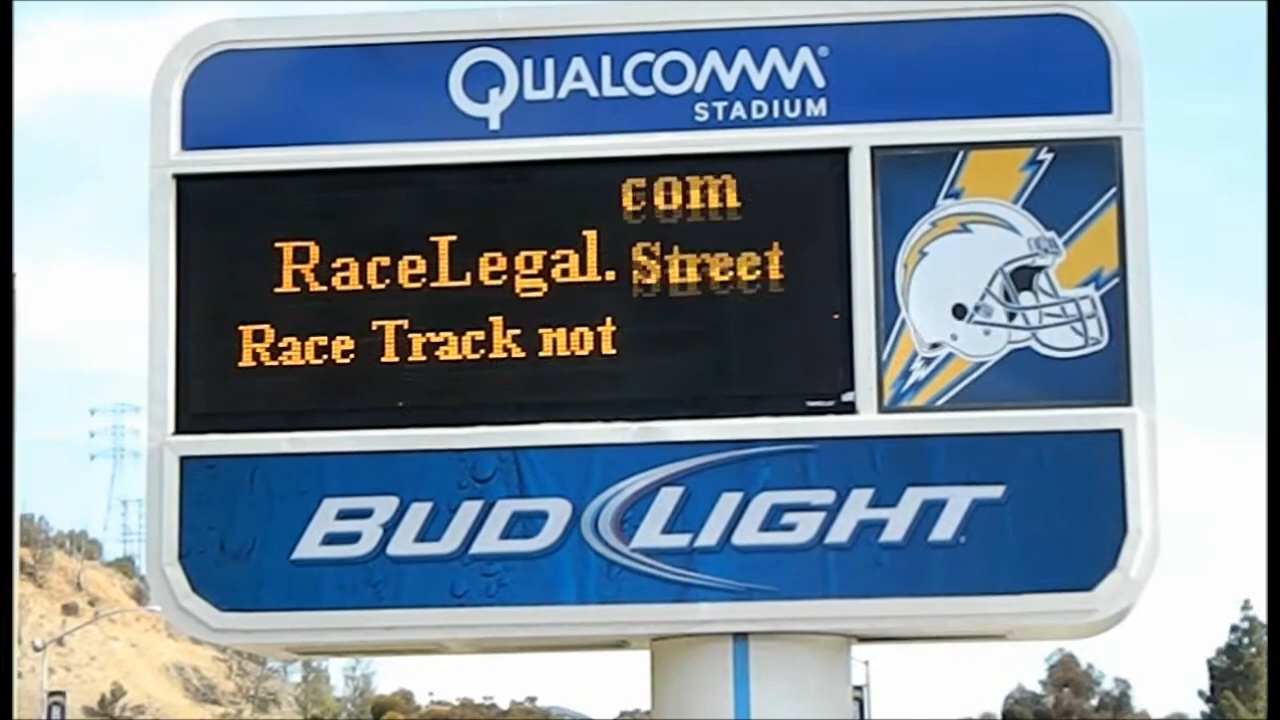 QUALCOMM®
STADIUM
RaceLegal.com
Race Track not Street
BUD LIGHT